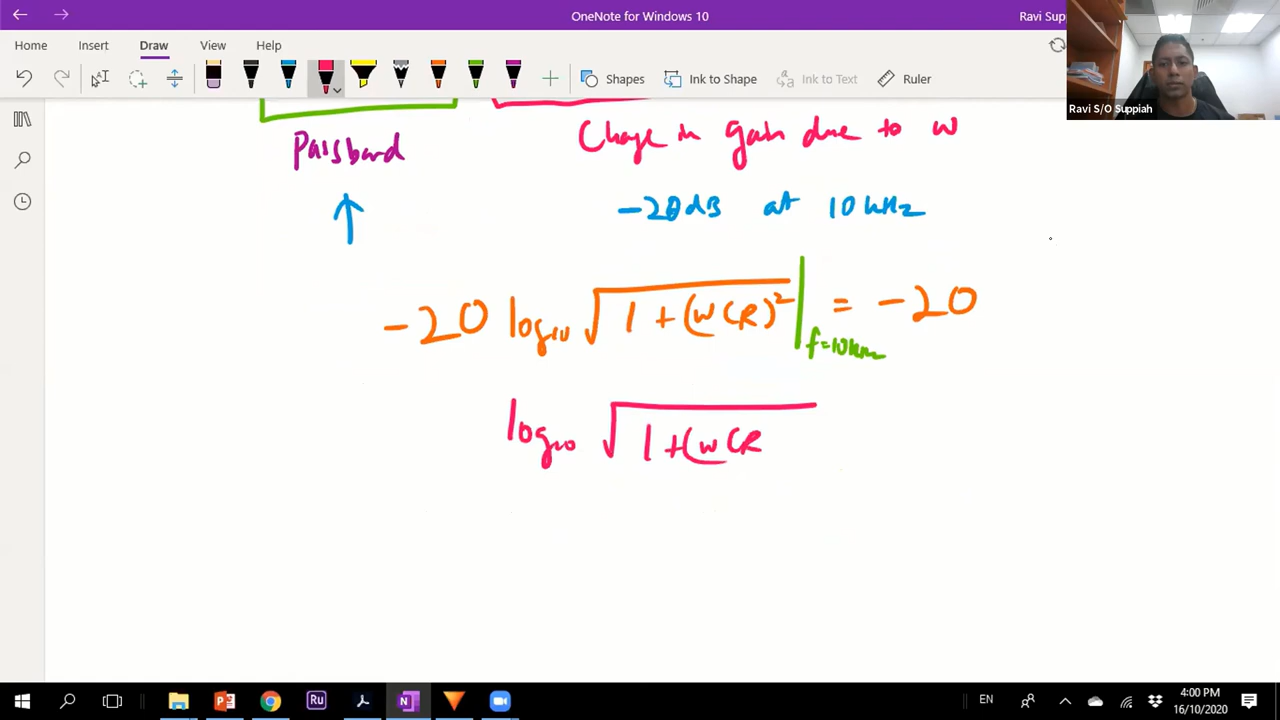 OneNote for Windows 10
Ravi Sup
Home Insert Draw View Help
Shapes Ink to Shape Ink to Text Ruler
Ravi S/O Suppiah
Passband
Change in gain due to w
-20dB at 10kHz
-20 log₁₀ √(1 + (wCR)²) | f=10kHz = -20
log₁₀ √(1+(wCR
EN
4:00 PM
16/10/2020